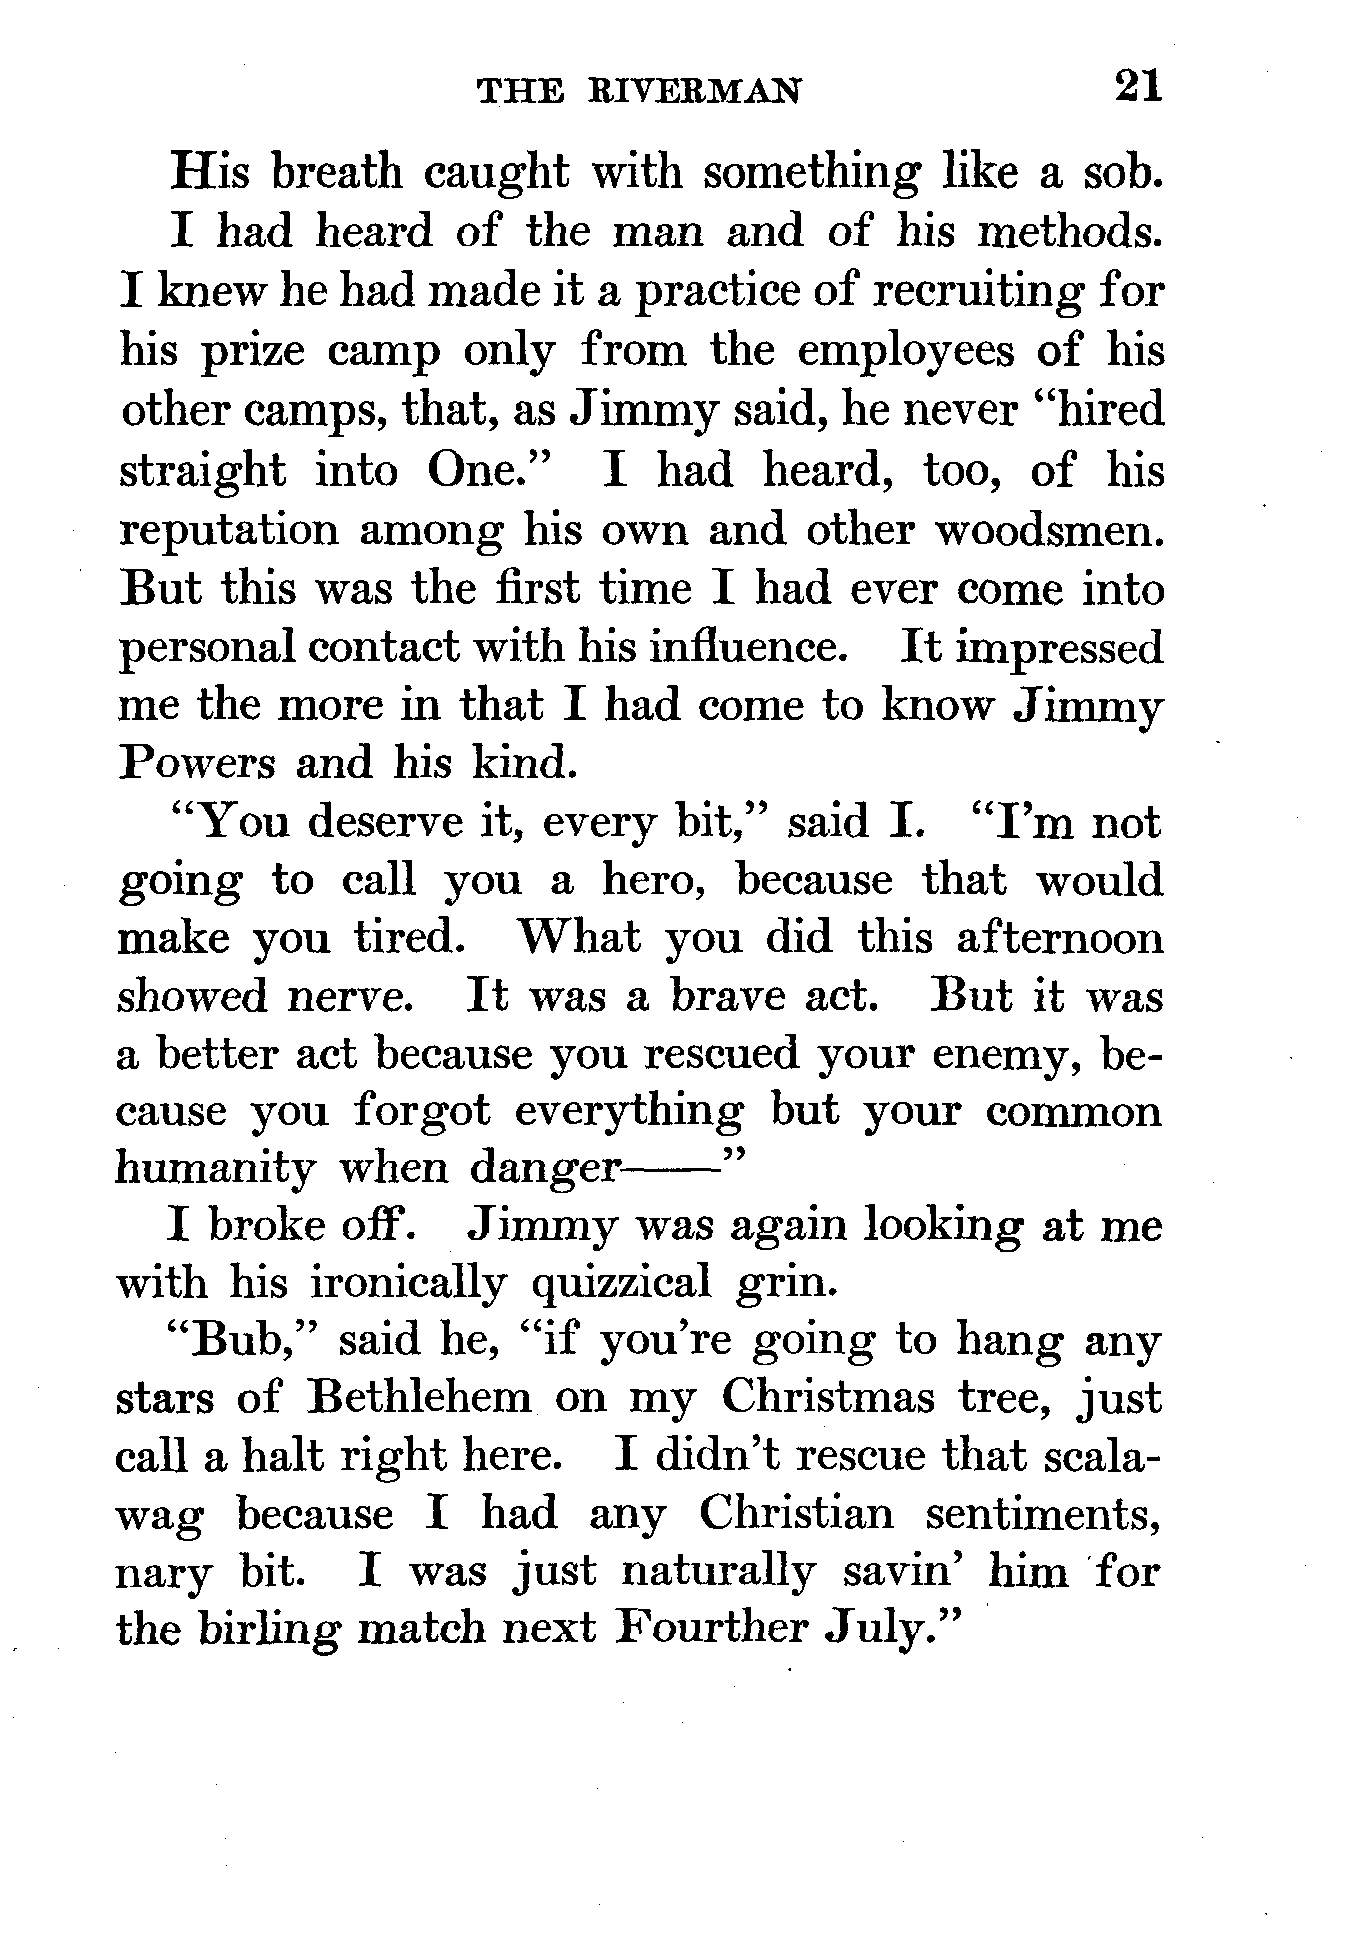 THE RIVERMAN 21
His breath caught with something like a sob.
I had heard of the man and of his methods.
I knew he had made it a practice of recruiting for
his prize camp only from the employees of his
other camps, that, as Jimmy said, he never “hired
straight into One.” I had heard, too, of his
reputation among his own and other woodsmen.
But this was the first time I had ever come into
personal contact with his influence. It impressed
me the more in that I had come to know Jimmy
Powers and his kind.
“You deserve it, every bit,” said I. “I’m not
going to call you a hero, because that would
make you tired. What you did this afternoon
showed nerve. It was a brave act. But it was
a better act because you rescued your enemy, be-
cause you forgot everything but your common
humanity when danger——”
I broke off. Jimmy was again looking at me
with his ironically quizzical grin.
“Bub,” said he, “if you’re going to hang any
stars of Bethlehem on my Christmas tree, just
call a halt right here. I didn’t rescue that scala-
wag because I had any Christian sentiments,
nary bit. I was just naturally savin’ him for
the birling match next Fourther July.”